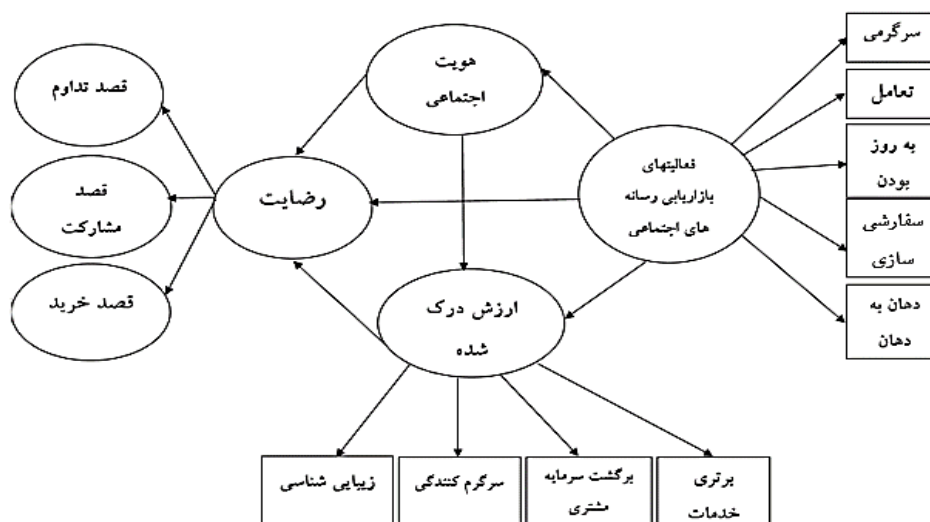 سرگرمی
تعامل
به روز
بودن
سفارشی
سازی
دهان به
دهان
فعالیتهای
بازاریابی رسانه
های اجتماعی
هویت
اجتماعی
ارزش درک
شده
رضایت
قصد تداوم
قصد
مشارکت
قصد خرید
برتری
خدمات
برگشت سرمایه
مشتری
سرگرم کنندگی
زیبایی شناسی